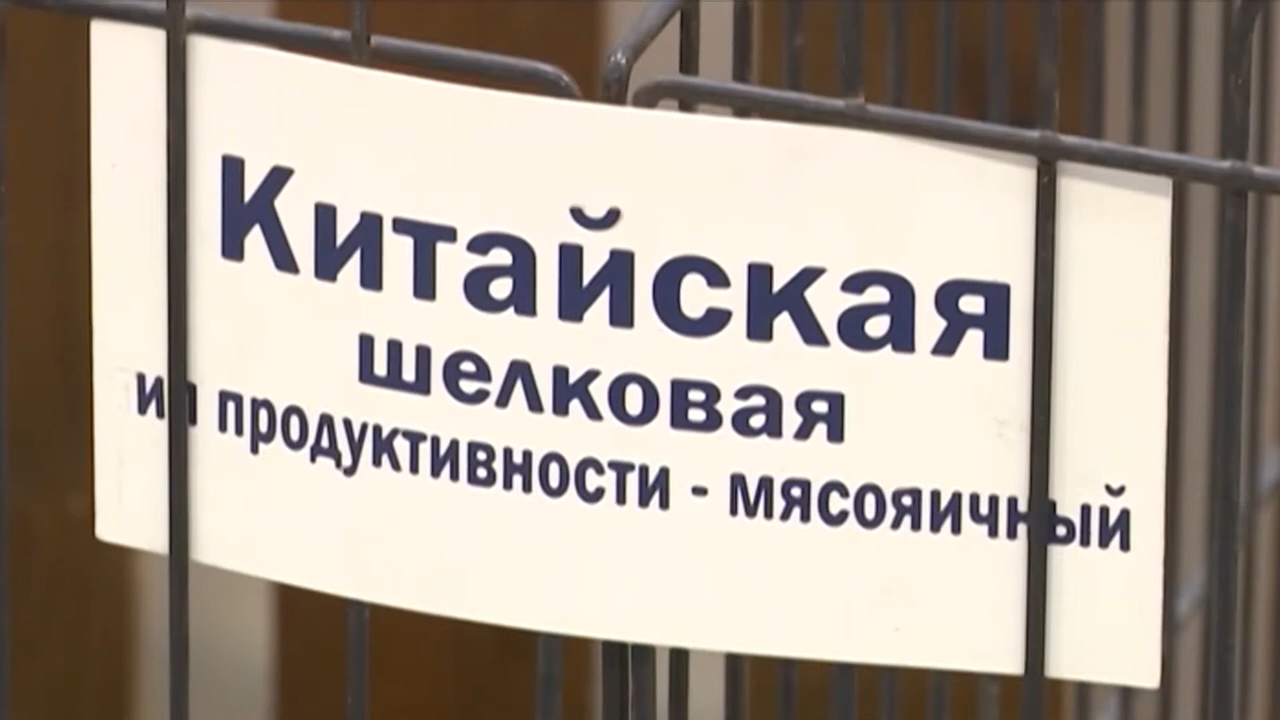 Китайская
шелковая
продуктивности - мясояичный